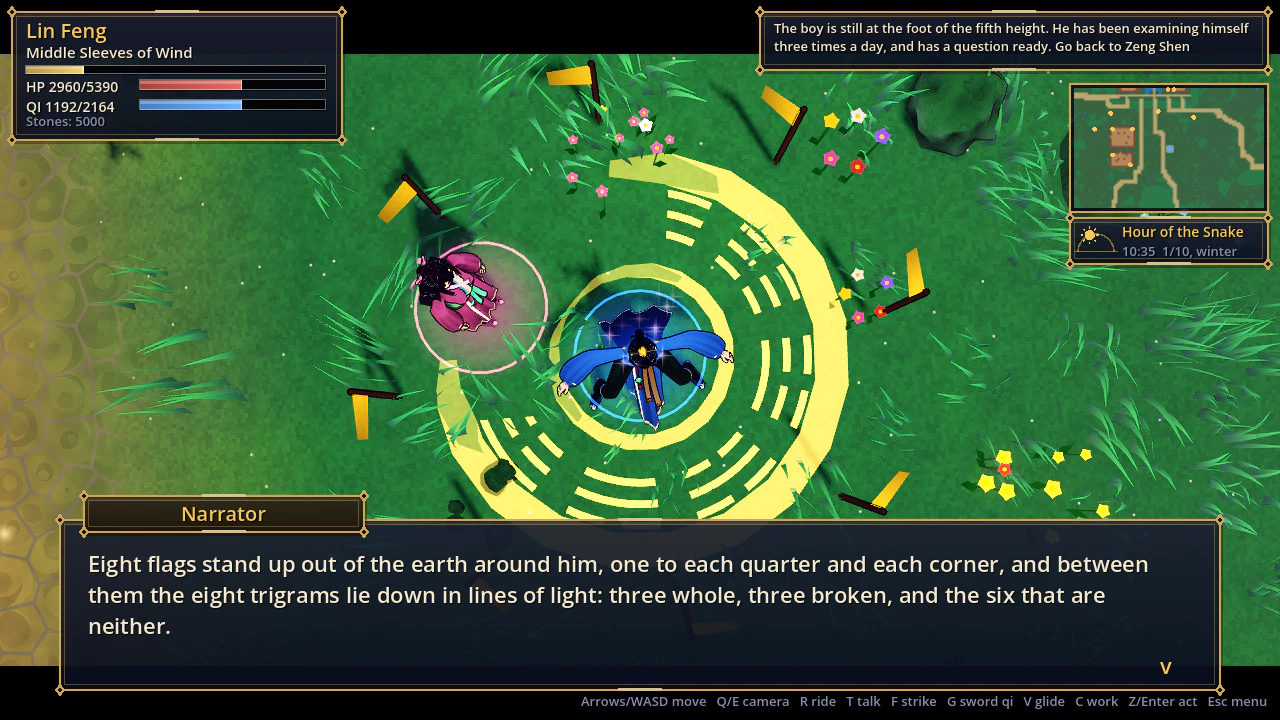 Lin Feng
Middle Sleeves of Wind
HP 2960/5390
QI 1192/2164
Stones: 5000
The boy is still at the foot of the fifth height. He has been examining himself
three times a day, and has a question ready. Go back to Zeng Shen
Hour of the Snake
10:35 1/10, winter
Narrator
Eight flags stand up out of the earth around him, one to each quarter and each corner, and between
them the eight trigrams lie down in lines of light: three whole, three broken, and the six that are
neither.
V
Arrows/WASD move Q/E camera R ride T talk F strike G sword qi V glide C work Z/Enter act Esc menu